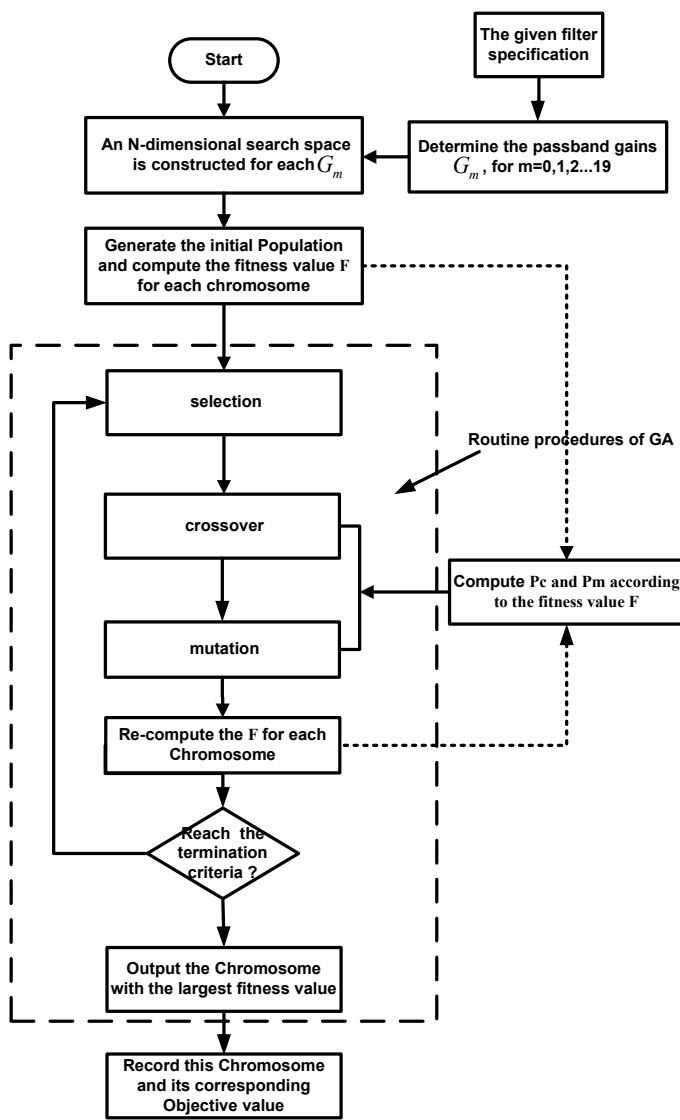 Start
The given filter
specification
An N-dimensional search space
is constructed for each G_m
Determine the passband gains
G_m , for m=0,1,2...19
Generate the initial Population
and compute the fitness value F
for each chromosome
selection
Routine procedures of GA
crossover
Compute Pc and Pm according
to the fitness value F
mutation
Re-compute the F for each
Chromosome
Reach the
termination
criteria ?
Output the Chromosome
with the largest fitness value
Record this Chromosome
and its corresponding
Objective value